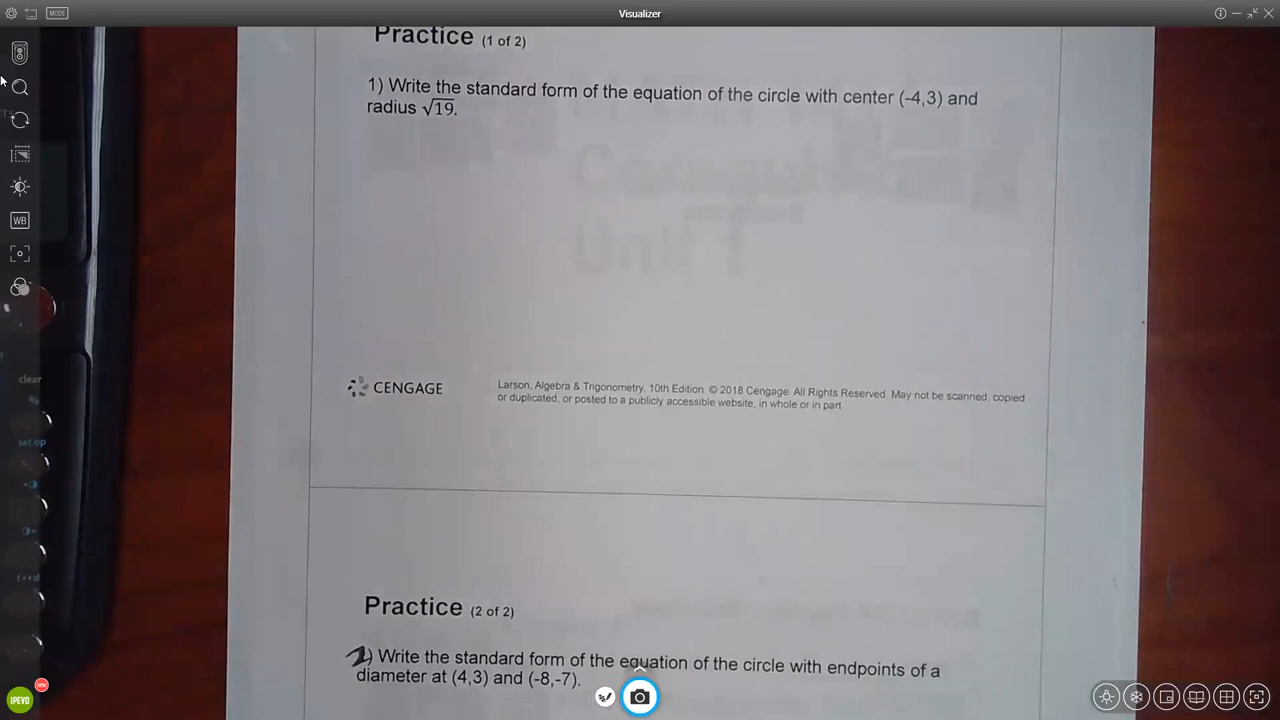 MODE
Visualizer
Practice (1 of 2)
1) Write the standard form of the equation of the circle with center (-4,3) and
radius √19.
WB
clear
CENGAGE
Larson, Algebra & Trigonometry, 10th Edition. © 2018 Cengage. All Rights Reserved. May not be scanned, copied
or duplicated, or posted to a publicly accessible website, in whole or in part
set up
Practice (2 of 2)
2) Write the standard form of the equation of the circle with endpoints of a
diameter at (4,3) and (-8,-7).
IPEVO
new